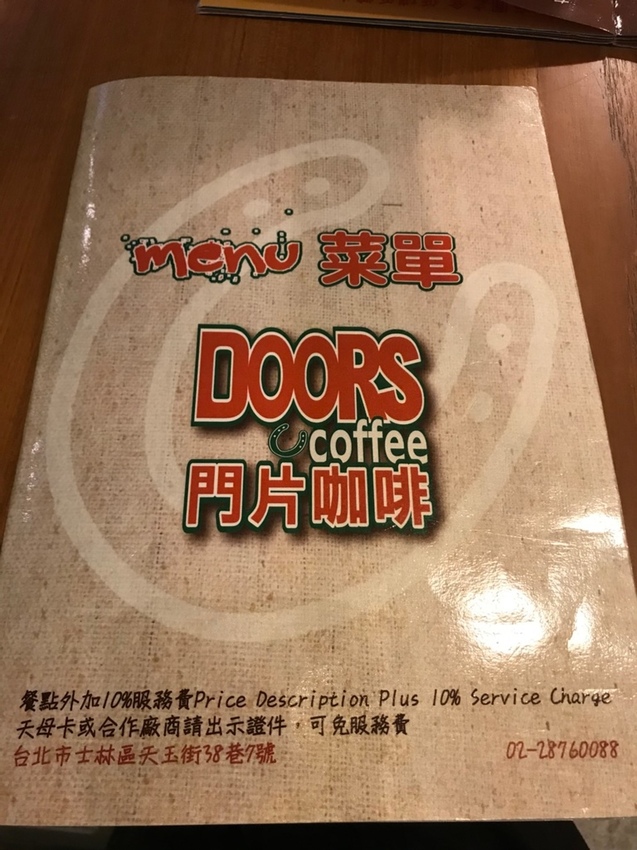 menu 菜單
DOORS
coffee
門片咖啡
餐點外加10%服務費Price Description Plus 10% Service Charge
天母卡或合作廠商請出示證件，可免服務費
台北市士林區天玉街38巷7號 02-28760088